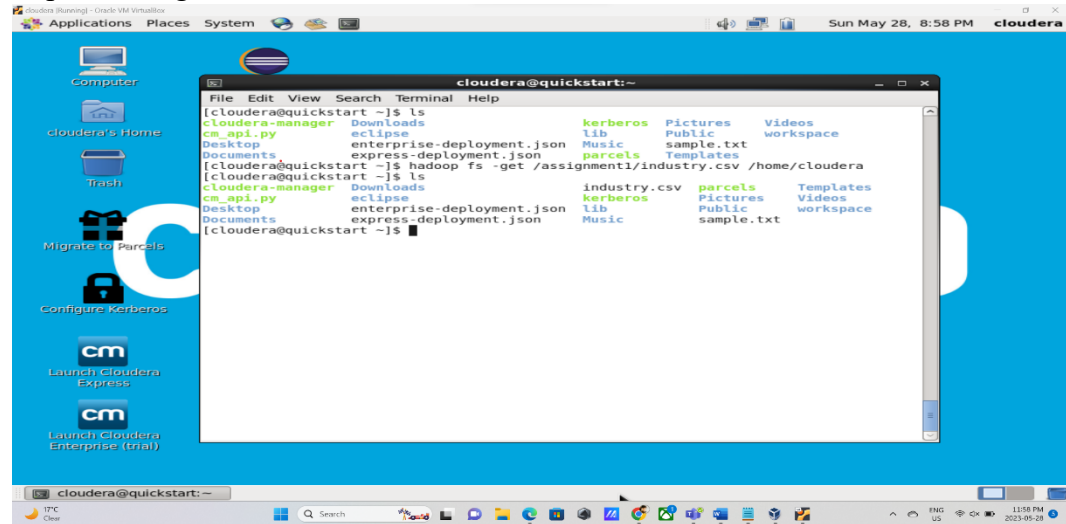 cloudera [Running] - Oracle VM VirtualBox
Applications Places System Sun May 28, 8:58 PM cloudera
Computer
cloudera's Home
Trash
Migrate to Parcels
Configure Kerberos
cm
Launch Cloudera
Express
cm
Launch Cloudera
Enterprise (trial)
cloudera@quickstart:~
File Edit View Search Terminal Help
[cloudera@quickstart ~]$ ls
cloudera-manager Downloads kerberos Pictures Videos
cm_api.py eclipse lib Public workspace
Desktop enterprise-deployment.json Music sample.txt
Documents express-deployment.json parcels Templates
[cloudera@quickstart ~]$ hadoop fs -get /assignment1/industry.csv /home/cloudera
[cloudera@quickstart ~]$ ls
cloudera-manager Downloads industry.csv parcels Templates
cm_api.py eclipse kerberos Pictures Videos
Desktop enterprise-deployment.json lib Public workspace
Documents express-deployment.json Music sample.txt
[cloudera@quickstart ~]$
cloudera@quickstart:~
17°C
Clear
Search
ENG
US
11:58 PM
2023-05-28